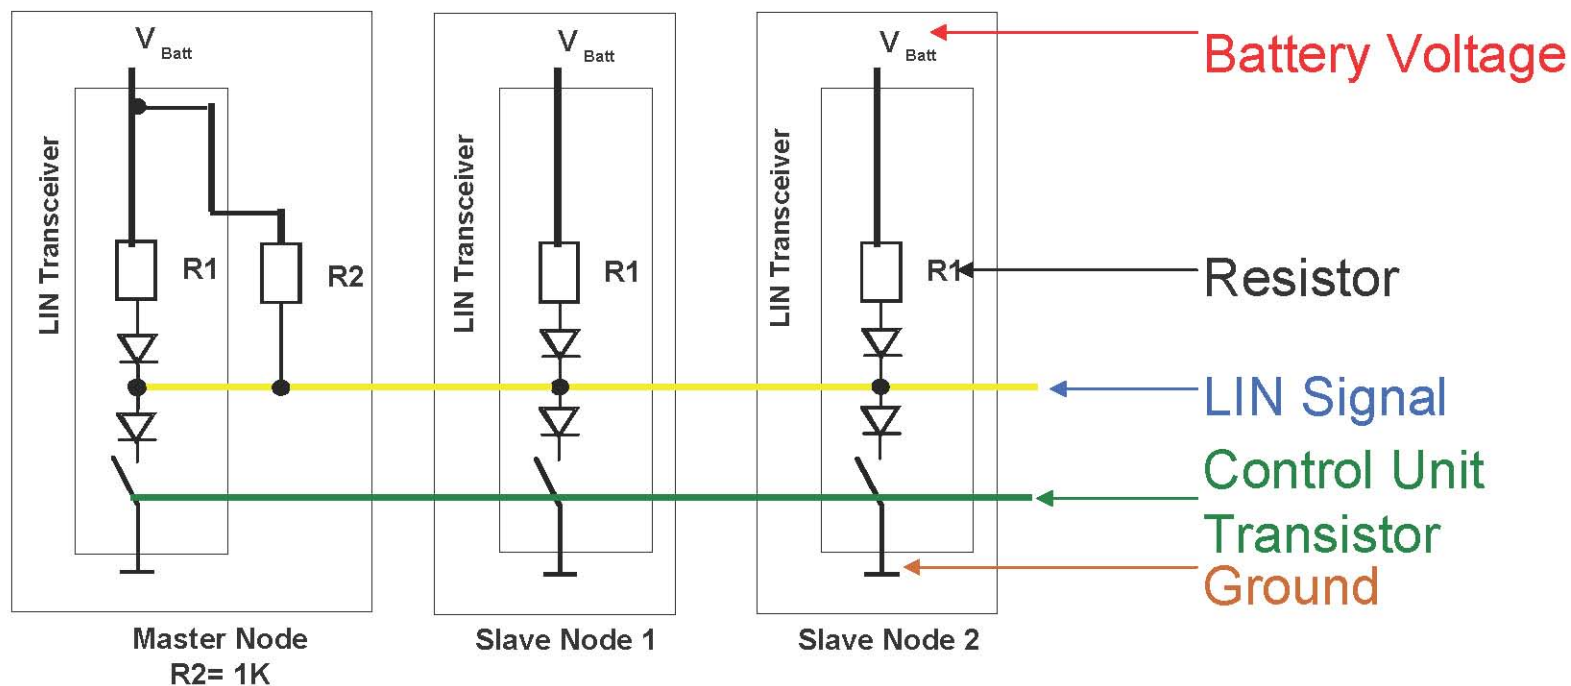 V Batt
V Batt
V Batt
Battery Voltage
LIN Transceiver
LIN Transceiver
LIN Transceiver
R1
R2
R1
R1
Resistor
LIN Signal
Control Unit
Transistor
Ground
Master Node
R2= 1K
Slave Node 1
Slave Node 2